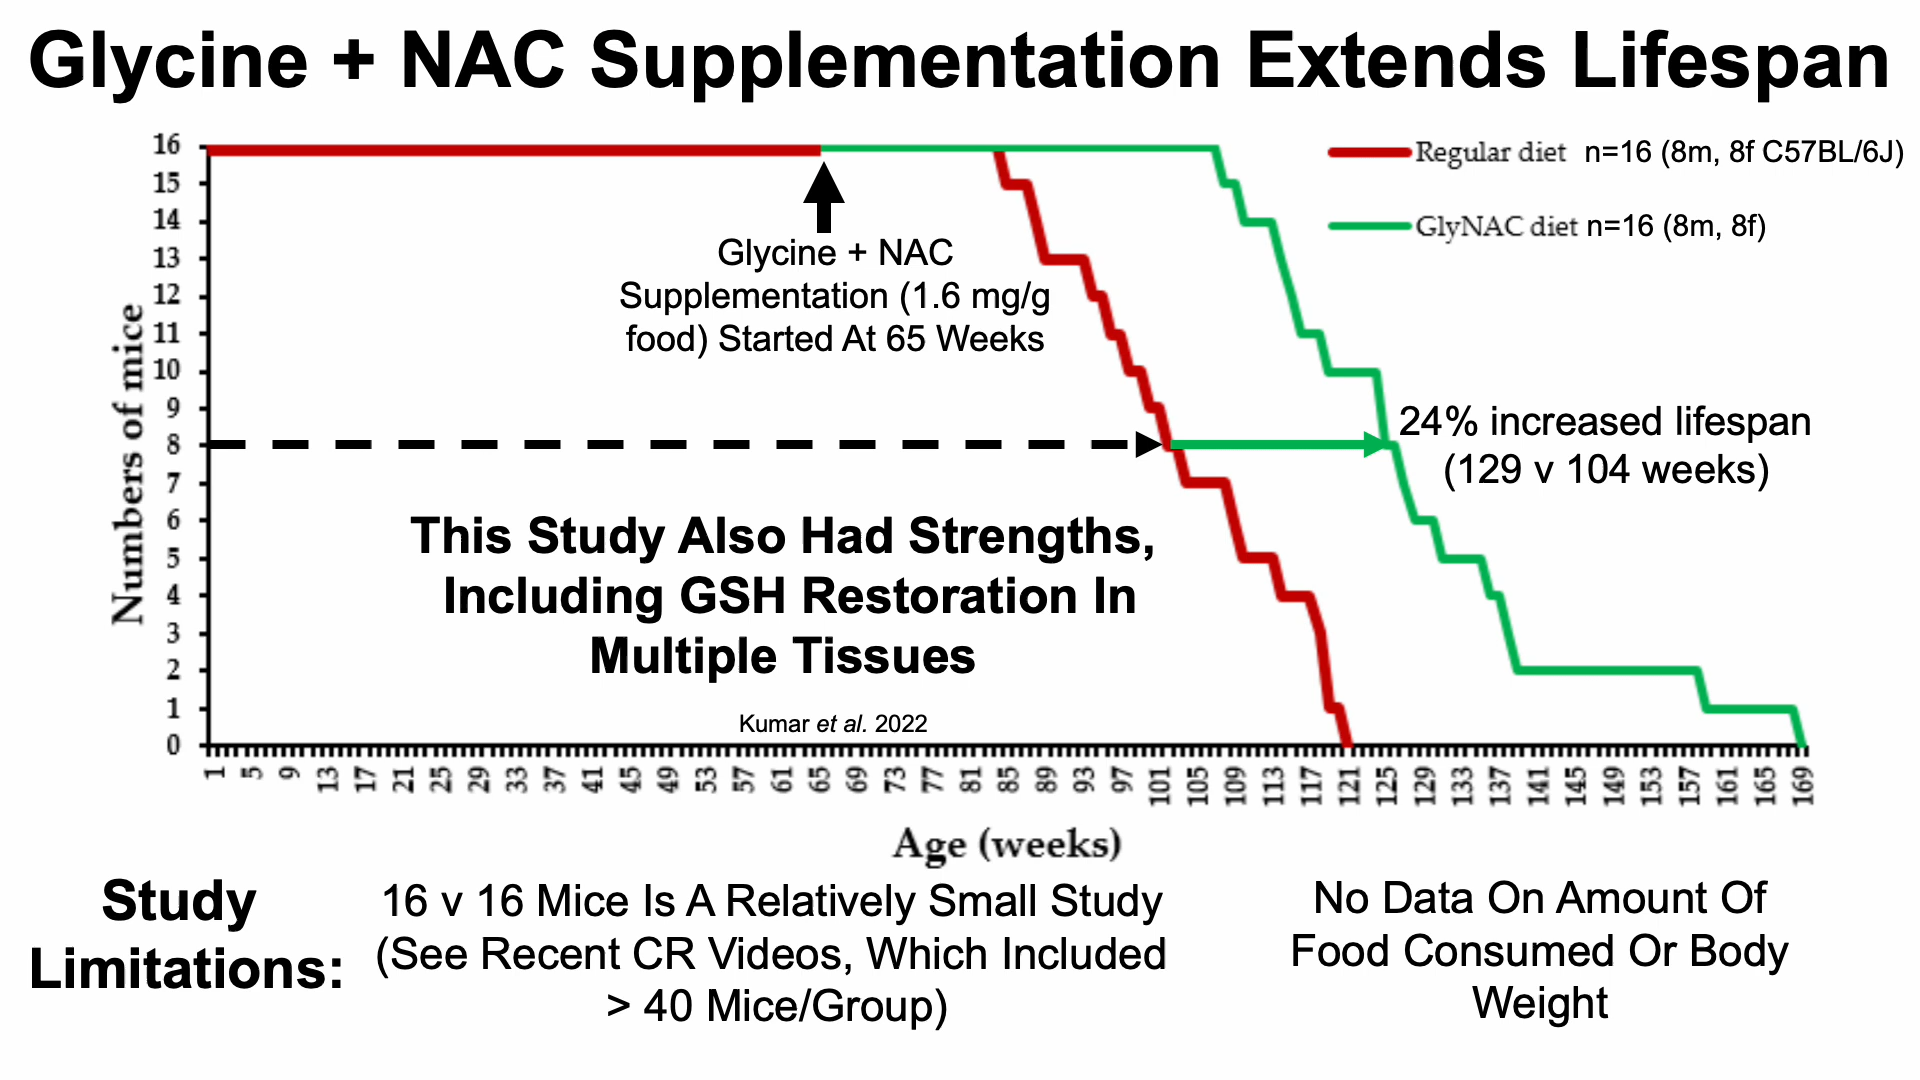 Glycine + NAC Supplementation Extends Lifespan
Regular diet n=16 (8m, 8f C57BL/6J)
GlyNAC diet n=16 (8m, 8f)
Numbers of mice
16
15
14
13
12
11
10
9
8
7
6
5
4
3
2
1
0
Glycine + NAC
Supplementation (1.6 mg/g
food) Started At 65 Weeks
24% increased lifespan
(129 v 104 weeks)
This Study Also Had Strengths,
Including GSH Restoration In
Multiple Tissues
Kumar et al. 2022
1 5 9 13 17 21 25 29 33 37 41 45 49 53 57 61 65 69 73 77 81 85 89 93 97 101 105 109 113 117 121 125 129 133 137 141 145 149 153 157 161 165 169
Age (weeks)
Study
Limitations:
16 v 16 Mice Is A Relatively Small Study
(See Recent CR Videos, Which Included
> 40 Mice/Group)
No Data On Amount Of
Food Consumed Or Body
Weight